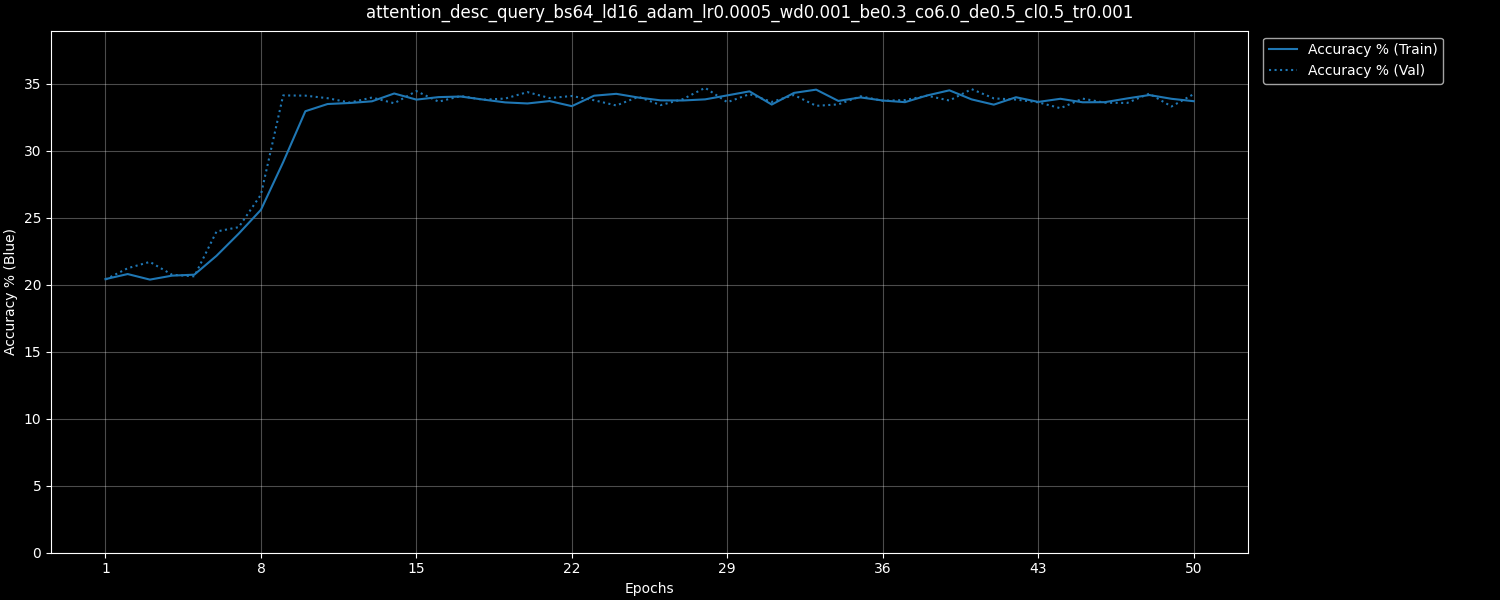 attention_desc_query_bs64_ld16_adam_lr0.0005_wd0.001_be0.3_co6.0_de0.5_cl0.5_tr0.001
Accuracy % (Train)
Accuracy % (Val)
Accuracy % (Blue)
35
30
25
20
15
10
5
0
1 8 15 22 29 36 43 50
Epochs